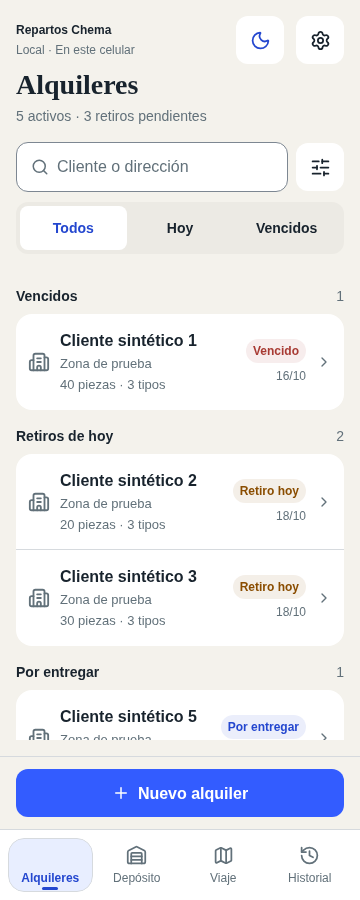 Repartos Chema
Local · En este celular
Alquileres
5 activos · 3 retiros pendientes
Cliente o dirección
Todos Hoy Vencidos
Vencidos 1
Cliente sintético 1
Vencido
Zona de prueba
16/10
40 piezas · 3 tipos
Retiros de hoy 2
Cliente sintético 2
Retiro hoy
Zona de prueba
18/10
20 piezas · 3 tipos
Cliente sintético 3
Retiro hoy
Zona de prueba
18/10
30 piezas · 3 tipos
Por entregar 1
Cliente sintético 5
Por entregar
Zona de prueba
Nuevo alquiler
Alquileres Depósito Viaje Historial